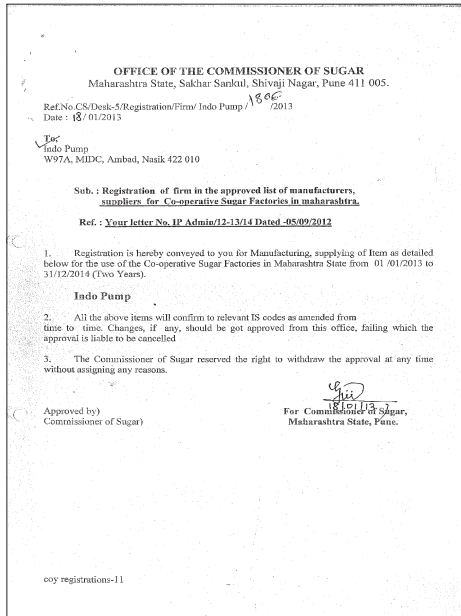 OFFICE OF THE COMMISSIONER OF SUGAR
Maharashtra State, Sakhar Sankul, Shivaji Nagar, Pune 411 005.
Ref.No.CS/Desk-5/Registration/Firm/ Indo Pump / 1806 /2013
Date : 18/ 01/2013
To,
Indo Pump
W97A, MIDC, Ambad, Nasik 422 010
Sub. : Registration of firm in the approved list of manufacturers,
suppliers for Co-operative Sugar Factories in maharashtra.
Ref. : Your letter No. IP Admin/12-13/14 Dated -05/09/2012
1. Registration is hereby conveyed to you for Manufacturing, supplying of Item as detailed
below for the use of the Co-operative Sugar Factories in Maharashtra State from 01 /01/2013 to
31/12/2014 (Two Years).
Indo Pump
2. All the above items will confirm to relevant IS codes as amended from
time to time. Changes, if any, should be got approved from this office, failing which the
approval is liable to be cancelled
3. The Commissioner of Sugar reserved the right to withdraw the approval at any time
without assigning any reasons.
18/01/13
Approved by)
Commissioner of Sugar)
For Commissioner of Sugar,
Maharashtra State, Pune.
coy registrations-11